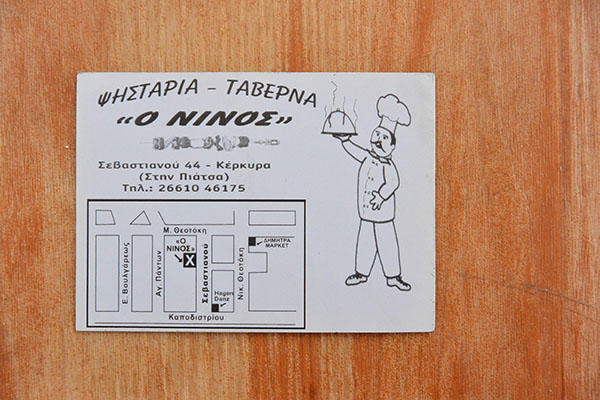 ΨΗΣΤΑΡΙΑ - ΤΑΒΕΡΝΑ
«Ο ΝΙΝΟΣ»
Σεβαστιανού 44 - Κέρκυρα
(Στην Πιάτσα)
Τηλ.: 26610 46175
Μ. Θεοτόκη
Ε. Βουλγάρεως
Αγ. Πάντων
«Ο
ΝΙΝΟΣ»
X
Σεβαστιανού
Hagen
Danz
Νικ. Θεοτόκη
ΔΗΜΗΤΡΑ
ΜΑΡΚΕΤ
Καποδιστρίου